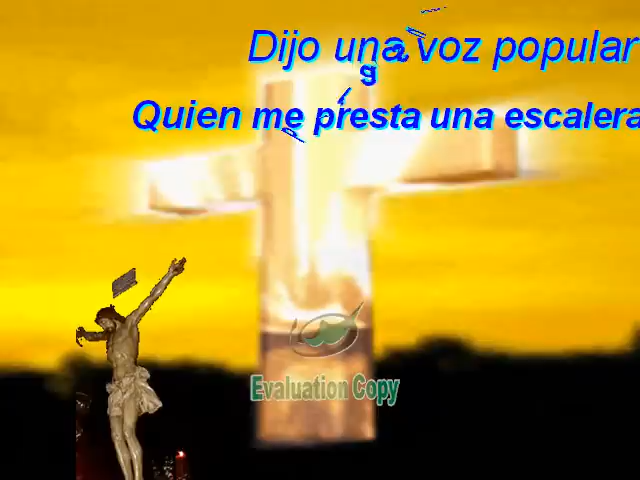 Dijo una voz popular
Quien me presta una escalera
Evaluation Copy